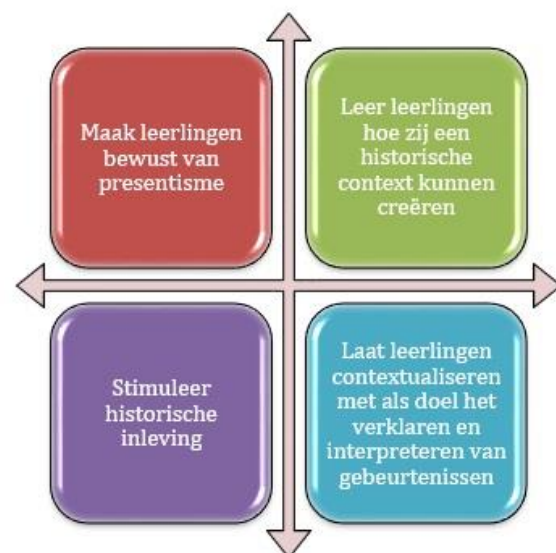 Maak leerlingen
bewust van
presentisme
Leer leerlingen
hoe zij een
historische
context kunnen
creëren
Stimuleer
historische
inleving
Laat leerlingen
contextualiseren
met als doel het
verklaren en
interpreteren van
gebeurtenissen